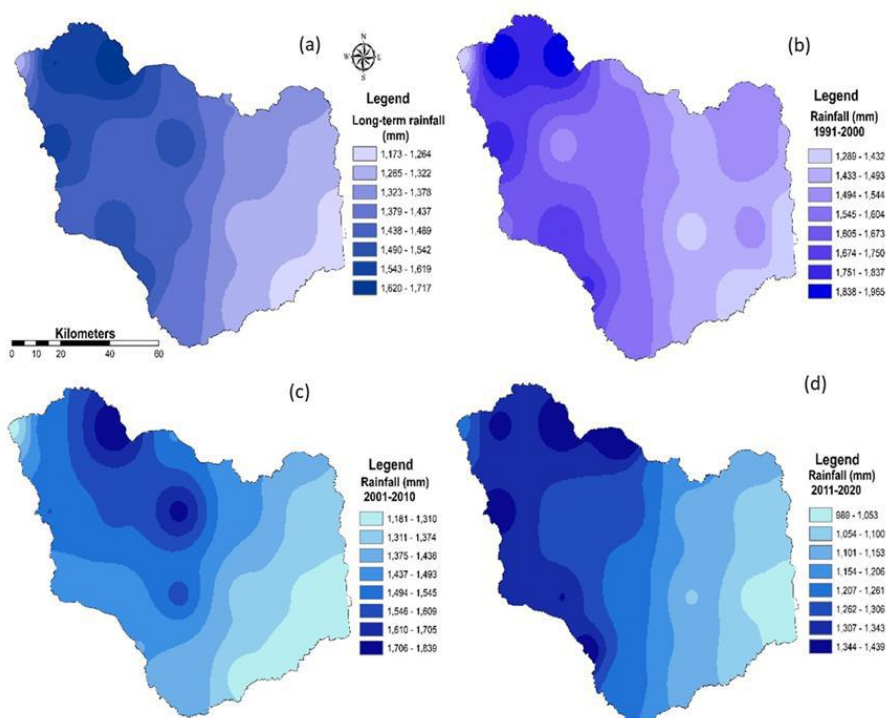 (a)
N
W E
S
Legend
Long-term rainfall
(mm)
1,173 - 1,264
1,265 - 1,322
1,323 - 1,378
1,379 - 1,437
1,438 - 1,489
1,490 - 1,542
1,543 - 1,619
1,620 - 1,717
Kilometers
0 5 10 20 40 60
(b)
Legend
Rainfall (mm)
1991-2000
1,289 - 1,432
1,433 - 1,493
1,494 - 1,544
1,545 - 1,604
1,605 - 1,673
1,674 - 1,750
1,751 - 1,837
1,838 - 1,965
(c)
Legend
Rainfall (mm)
2001-2010
1,181 - 1,310
1,311 - 1,374
1,375 - 1,436
1,437 - 1,493
1,494 - 1,545
1,546 - 1,609
1,610 - 1,705
1,706 - 1,839
(d)
Legend
Rainfall (mm)
2011-2020
989 - 1,053
1,054 - 1,100
1,101 - 1,153
1,154 - 1,206
1,207 - 1,261
1,262 - 1,306
1,307 - 1,343
1,344 - 1,439